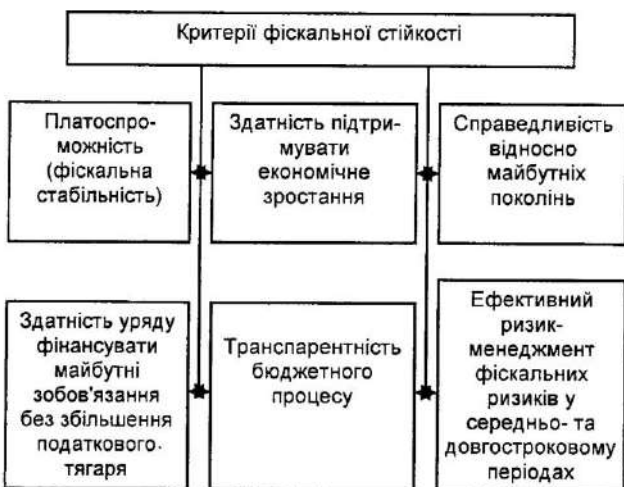 Критерії фіскальної стійкості
Платоспро-
можність
(фіскальна
стабільність)
Здатність підтри-
мувати
економічне
зростання
Справедливість
відносно
майбутніх
поколінь
Здатність уряду
фінансувати
майбутні
зобов'язання
без збільшення
податкового
тягаря
Транспарентність
бюджетного
процесу
Ефективний
ризик-
менеджмент
фіскальних
ризиків у
середньо- та
довгостроковому
періодах